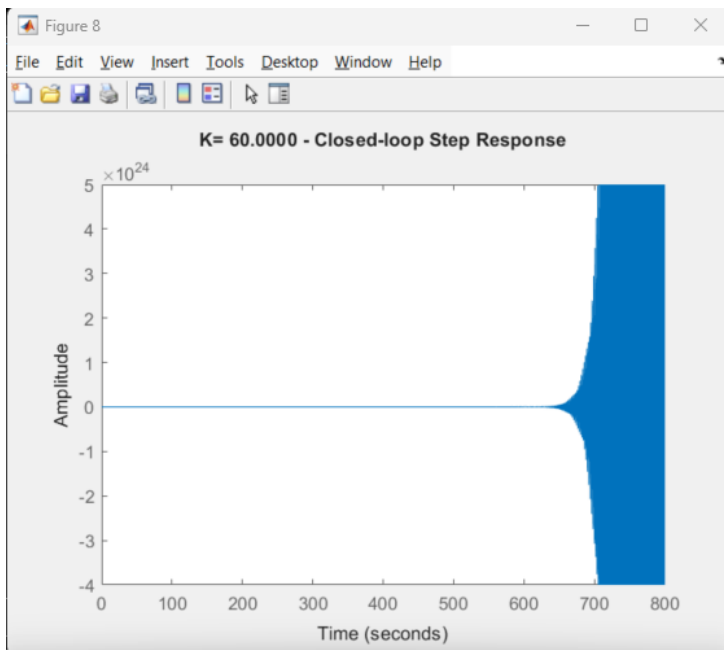 Figure 8
File Edit View Insert Tools Desktop Window Help
K= 60.0000 - Closed-loop Step Response
×10^24
5
4
3
2
1
0
-1
-2
-3
-4
Amplitude
0 100 200 300 400 500 600 700 800
Time (seconds)